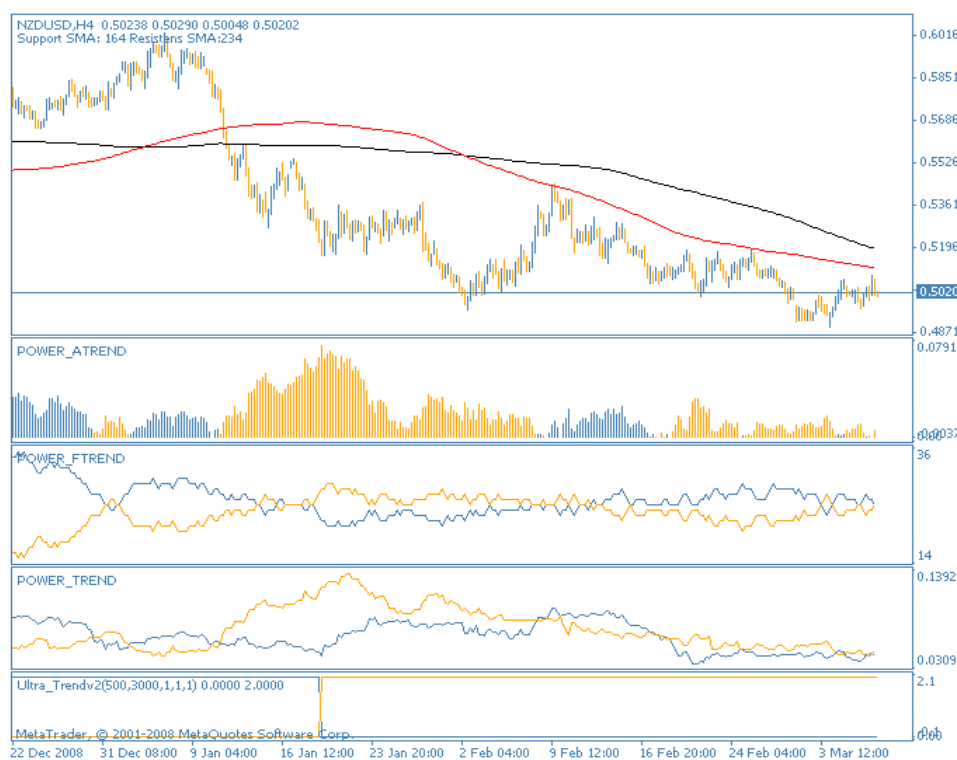 NZDUSD,H4 0.50238 0.50290 0.50048 0.50202
Support SMA: 164 Resistens SMA:234
0.6016
0.5851
0.5686
0.5526
0.5361
0.5196
0.5020
0.4871
POWER_ATREND
0.0791
POWER_FTREND
36
14
POWER_TREND
0.1392
0.0309
Ultra_Trendv2(500,3000,1,1,1) 0.0000 2.0000
2.1
MetaTrader, © 2001-2008 MetaQuotes Software Corp.
22 Dec 2008 31 Dec 08:00 9 Jan 04:00 16 Jan 12:00 23 Jan 20:00 2 Feb 04:00 9 Feb 12:00 16 Feb 20:00 24 Feb 04:00 3 Mar 12:00